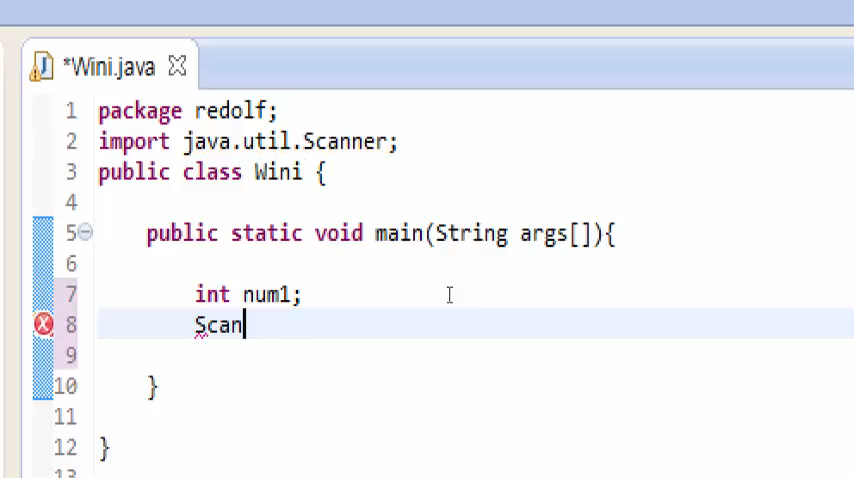 *Wini.java
1 package redolf;
2 import java.util.Scanner;
3 public class Wini {
4
5 public static void main(String args[]){
6
7 int num1;
8 Scan
9
10 }
11
12 }
13